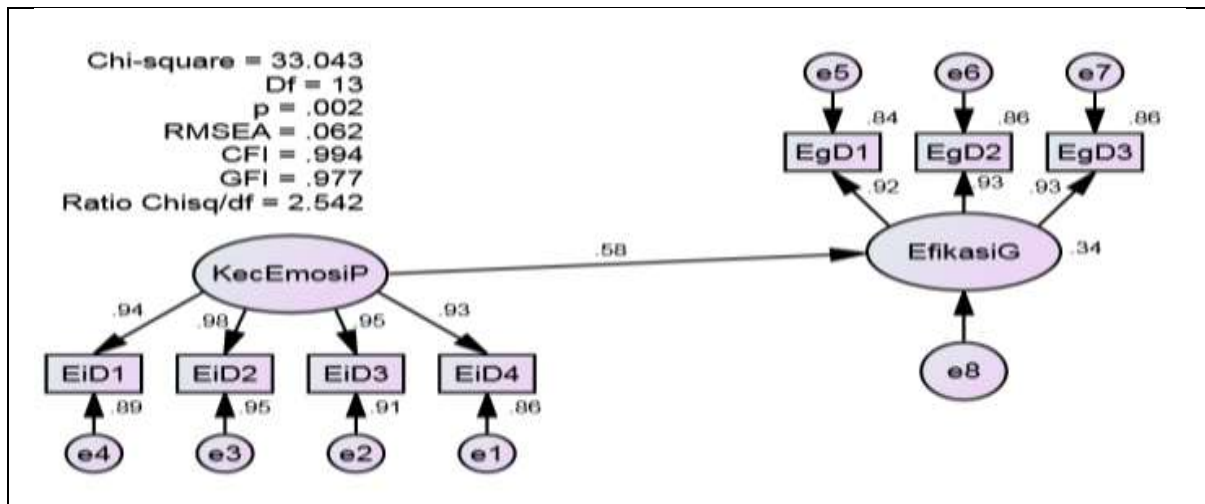 Chi-square = 33.043
Df = 13
p = .002
RMSEA = .062
CFI = .994
GFI = .977
Ratio Chisq/df = 2.542
e5 e6 e7
.84 .86 .86
EgD1 EgD2 EgD3
.92 .93 .93
.58
KecEmosiP EfikasiG .34
.94 .98 .95 .93
EiD1 EiD2 EiD3 EiD4
e8
.89 .95 .91 .86
e4 e3 e2 e1